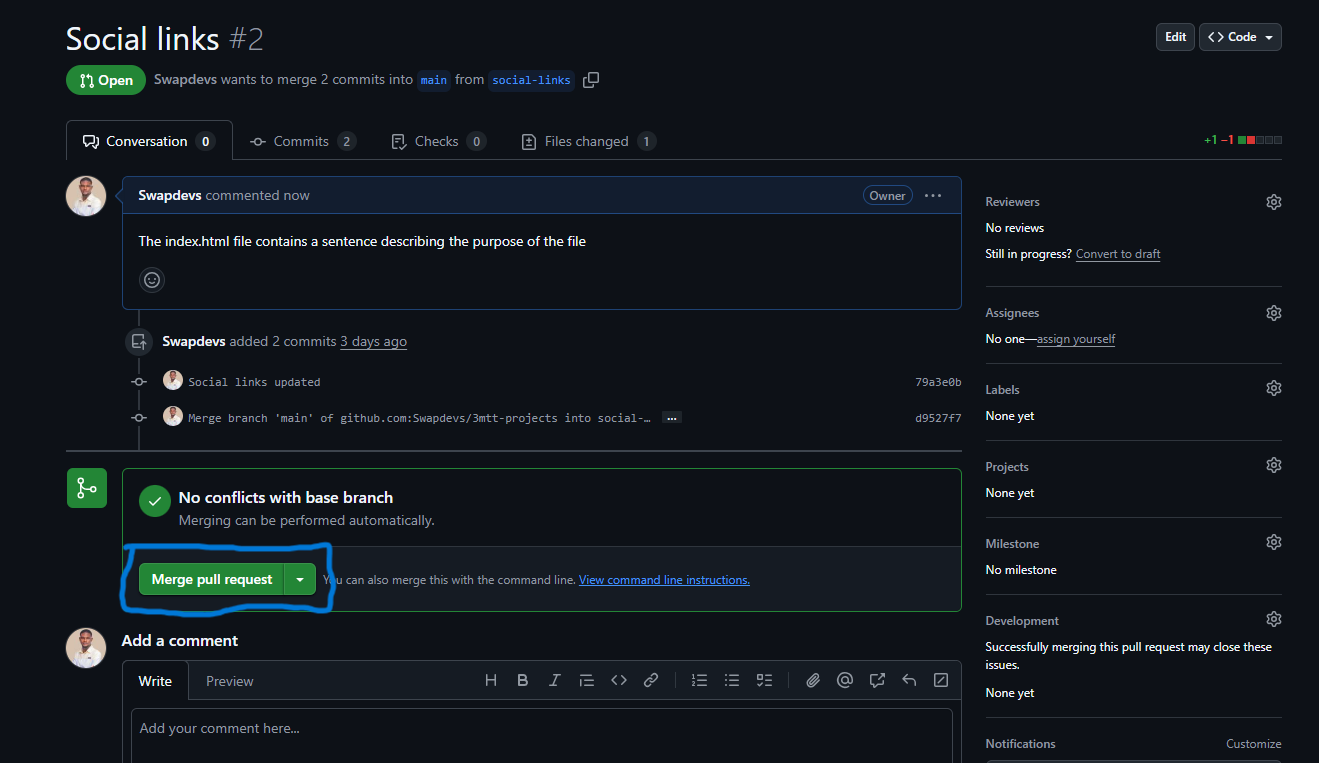 Social links #2
Edit
Code
Open
Swapdevs wants to merge 2 commits into main from social-links
Conversation 0
Commits 2
Checks 0
Files changed 1
+1 −1
Swapdevs commented now
Owner
The index.html file contains a sentence describing the purpose of the file
Swapdevs added 2 commits 3 days ago
Social links updated
79a3e0b
Merge branch 'main' of github.com:Swapdevs/3mtt-projects into social-…
d9527f7
No conflicts with base branch
Merging can be performed automatically.
Merge pull request
You can also merge this with the command line. View command line instructions.
Add a comment
Write
Preview
Add your comment here...
Reviewers
No reviews
Still in progress? Convert to draft
Assignees
No one—assign yourself
Labels
None yet
Projects
None yet
Milestone
No milestone
Development
Successfully merging this pull request may close these
issues.
None yet
Notifications
Customize